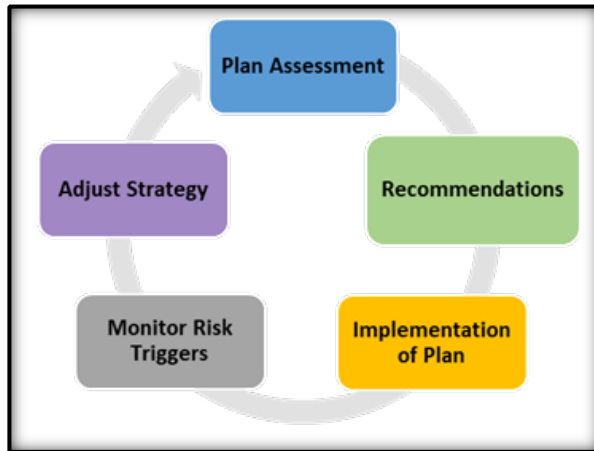 Plan Assessment
Recommendations
Implementation
of Plan
Monitor Risk
Triggers
Adjust Strategy